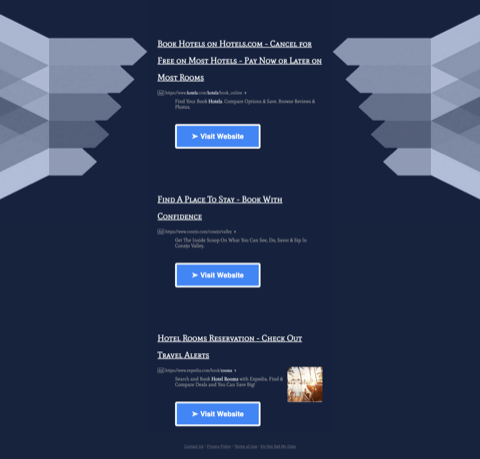 Book Hotels on Hotels.com - Cancel for
Free on Most Hotels - Pay Now or Later on
Most Rooms
Ad https://www.hotels.com/hotels/book_online ▾
Find Your Book Hotels. Compare Options & Save. Browse Reviews &
Photos.
➤ Visit Website
Find A Place To Stay - Book With
Confidence
Ad https://www.conejo.com/conejo/valley ▾
Get The Inside Scoop On What You Can See, Do, Savor & Sip In
Conejo Valley.
➤ Visit Website
Hotel Rooms Reservation - Check Out
Travel Alerts
Ad https://www.expedia.com/book/rooms ▾
Search and Book Hotel Rooms with Expedia. Find &
Compare Deals and You Can Save Big!
➤ Visit Website
Contact Us · Privacy Policy · Terms of Use · Do Not Sell My Data